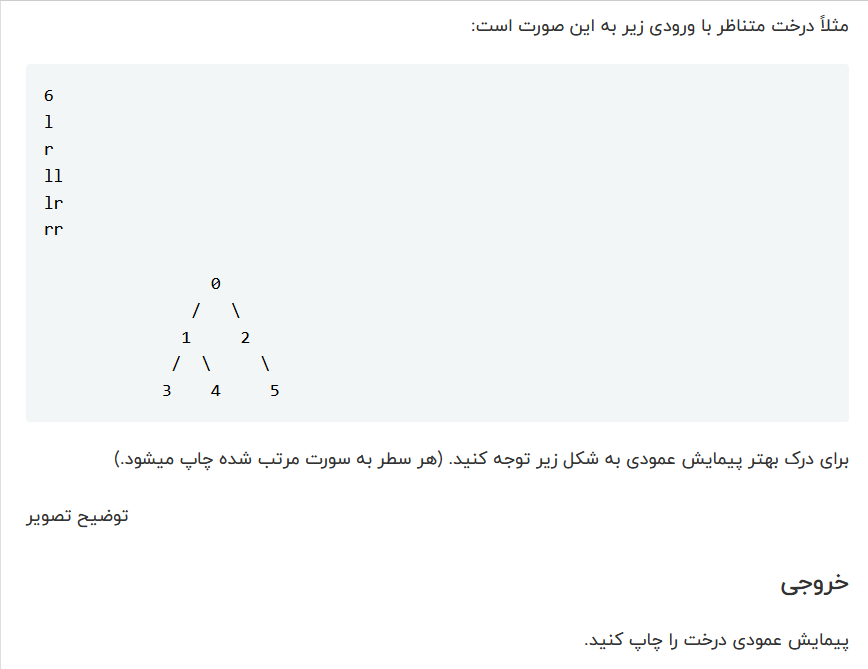 مثلاً درخت متناظر با ورودی زیر به این صورت است:
6
l
r
ll
lr
rr
0
/ \
1 2
/ \ \
3 4 5
برای درک بهتر پیمایش عمودی به شکل زیر توجه کنید. (هر سطر به سورت مرتب شده چاپ میشود.)
توضیح تصویر
خروجی
پیمایش عمودی درخت را چاپ کنید.